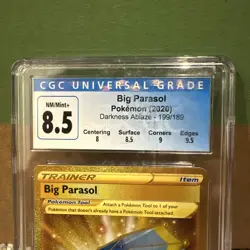 CGC UNIVERSAL GRADE
NM/Mint+
8.5
Big Parasol
Pokémon (2020)
Darkness Ablaze - 199/189
Centering 8
Surface 8.5
Corners 9
Edges 9.5
TRAINER
Item
Big Parasol
Pokémon Tool
Attach a Pokémon Tool to 1 of your
Pokémon that doesn't already have a Pokémon Tool attached.